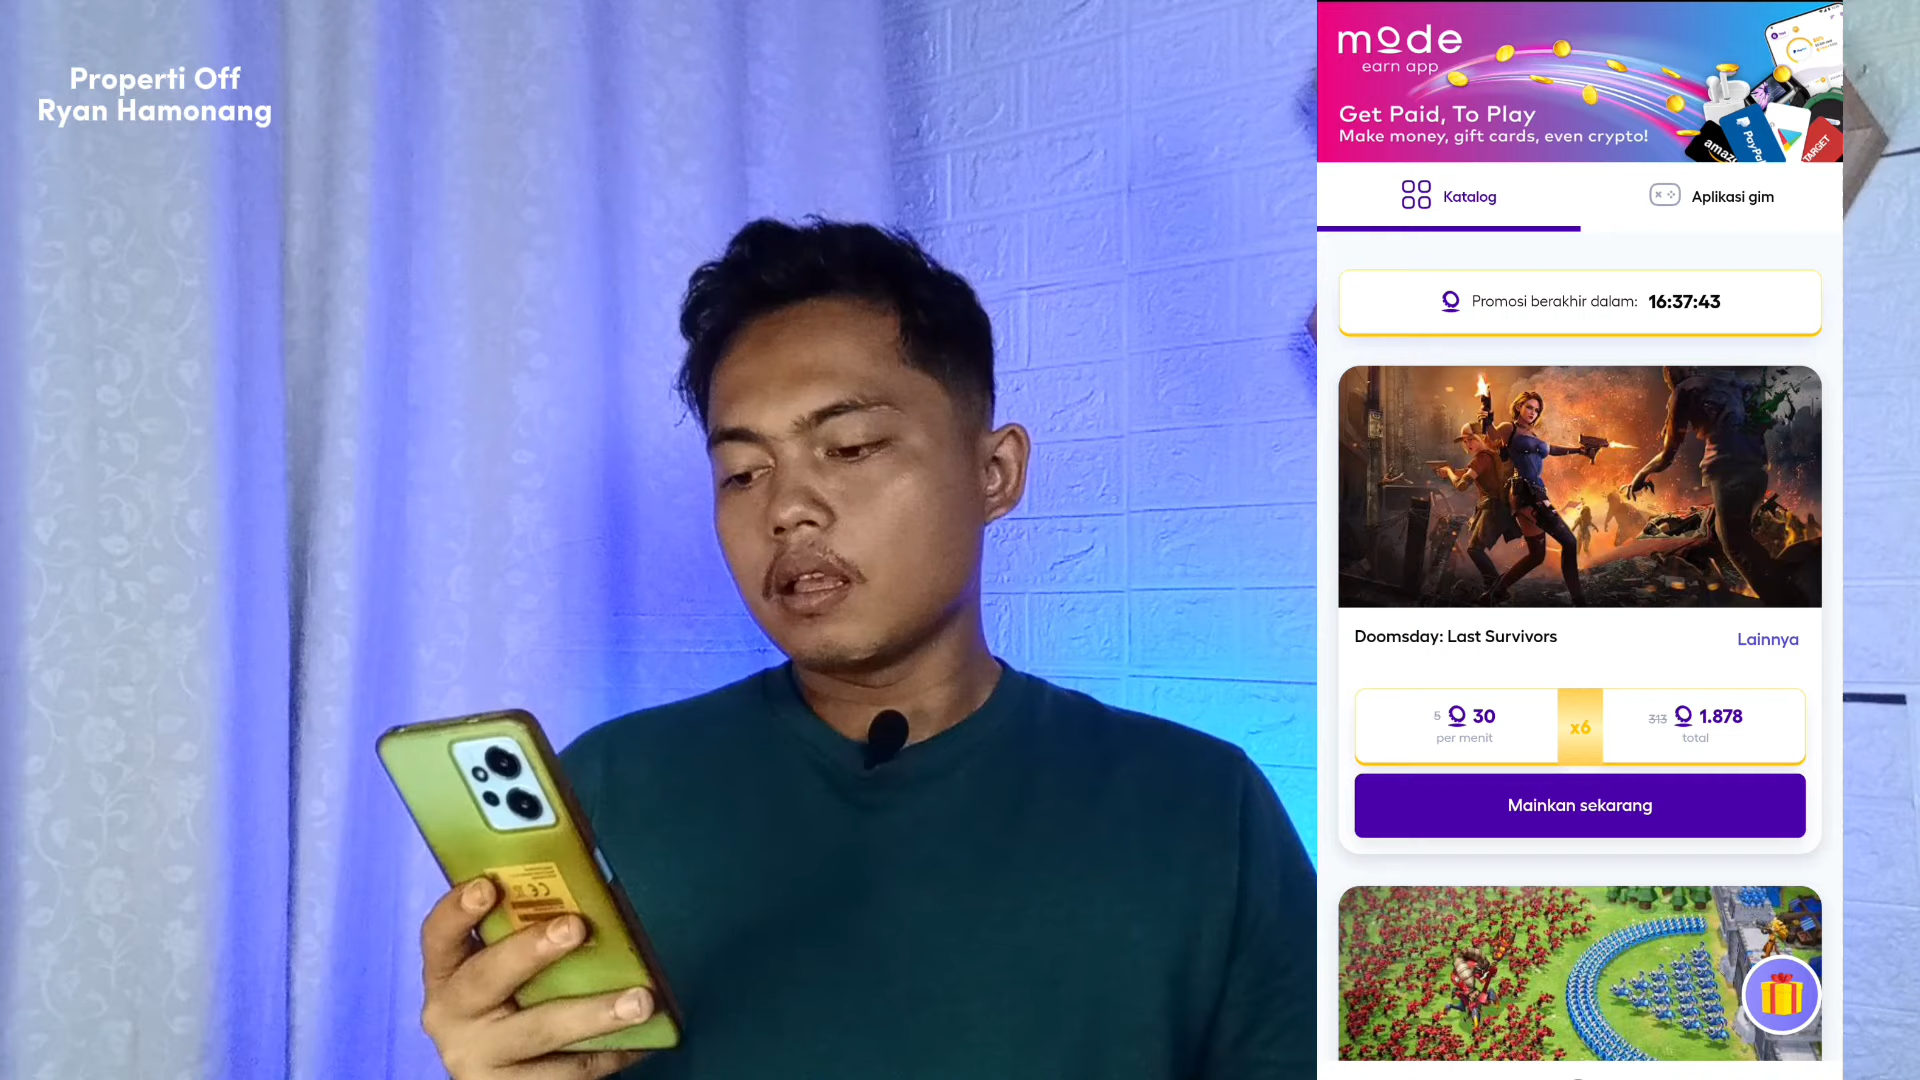 Properti Off
Ryan Hamonang
mode
earn app
Get Paid, To Play
Make money, gift cards, even crypto!
PayPal
TARGET
Katalog
Aplikasi gim
Promosi berakhir dalam: 16:37:43
Doomsday: Last Survivors
Lainnya
5 30
per menit
x6
313 1.878
total
Mainkan sekarang